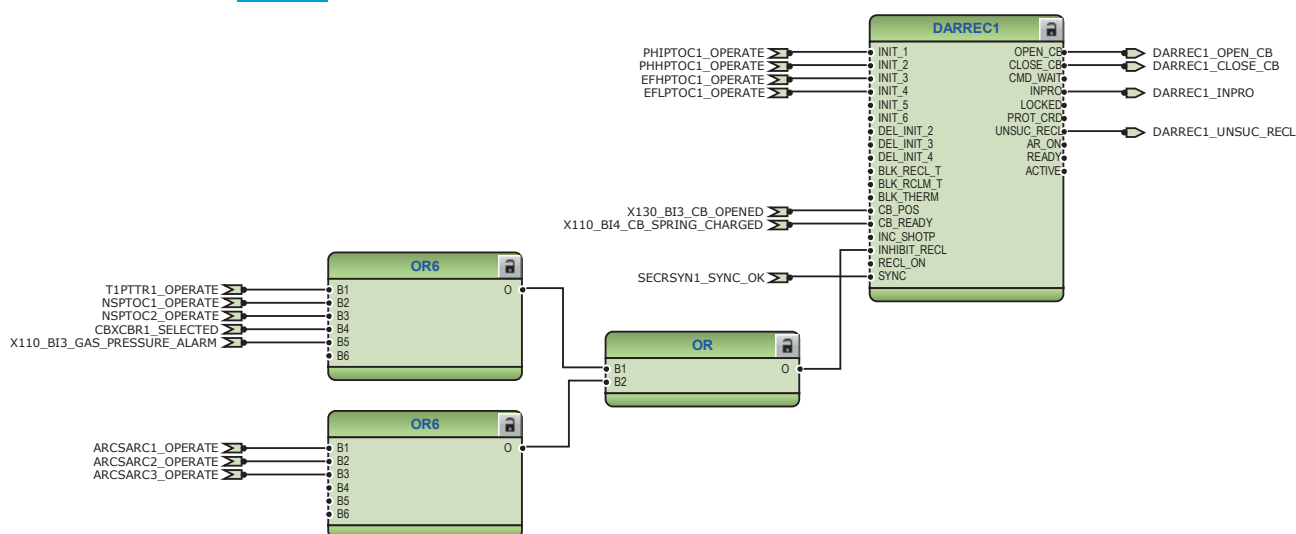 DARREC1
PHIPTOC1_OPERATE
PHHPTOC1_OPERATE
EFHPTOC1_OPERATE
EFLPTOC1_OPERATE
X130_BI3_CB_OPENED
X110_BI4_CB_SPRING_CHARGED
SECRSYN1_SYNC_OK
INIT_1
INIT_2
INIT_3
INIT_4
INIT_5
INIT_6
DEL_INIT_2
DEL_INIT_3
DEL_INIT_4
BLK_RECL_T
BLK_RCLM_T
BLK_THERM
CB_POS
CB_READY
INC_SHOTP
INHIBIT_RECL
RECL_ON
SYNC
OPEN_CB
CLOSE_CB
CMD_WAIT
INPRO
LOCKED
PROT_CRD
UNSUC_RECL
AR_ON
READY
ACTIVE
DARREC1_OPEN_CB
DARREC1_CLOSE_CB
DARREC1_INPRO
DARREC1_UNSUC_RECL
OR6
T1PTTR1_OPERATE
NSPTOC1_OPERATE
NSPTOC2_OPERATE
CBXCBR1_SELECTED
X110_BI3_GAS_PRESSURE_ALARM
B1
B2
B3
B4
B5
B6
O
OR
B1
B2
O
OR6
ARCSARC1_OPERATE
ARCSARC2_OPERATE
ARCSARC3_OPERATE
B1
B2
B3
B4
B5
B6
O